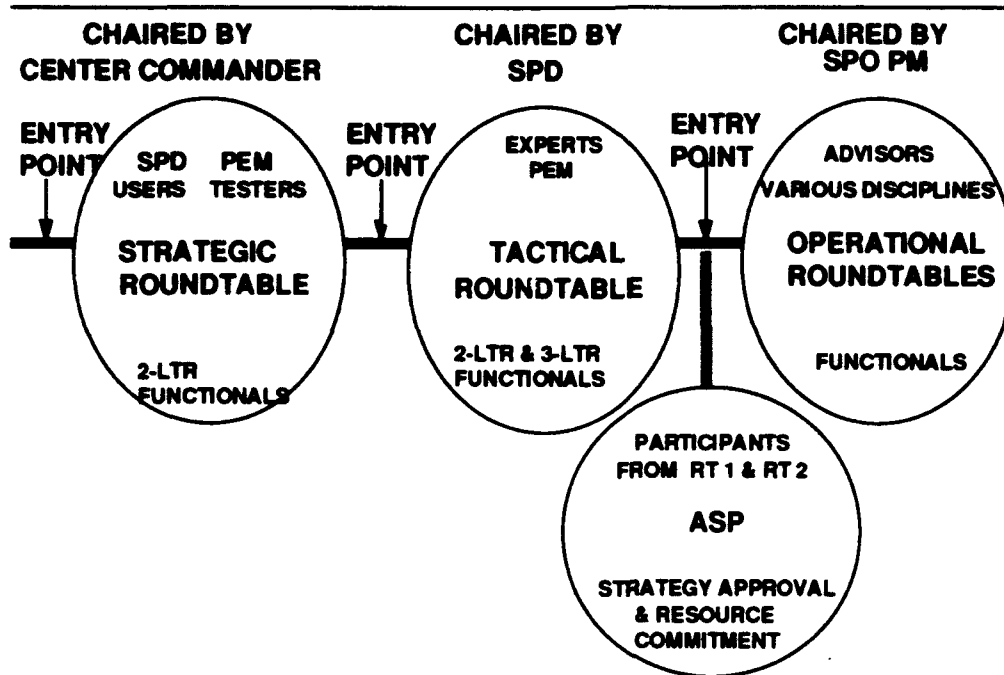 CHAIRED BY
CENTER COMMANDER
CHAIRED BY
SPD
CHAIRED BY
SPO PM
ENTRY
POINT
SPD PEM
USERS TESTERS
STRATEGIC
ROUNDTABLE
2-LTR
FUNCTIONALS
ENTRY
POINT
EXPERTS
PEM
TACTICAL
ROUNDTABLE
2-LTR & 3-LTR
FUNCTIONALS
ENTRY
POINT
ADVISORS
VARIOUS DISCIPLINES
OPERATIONAL
ROUNDTABLES
FUNCTIONALS
PARTICIPANTS
FROM RT 1 & RT 2
ASP
STRATEGY APPROVAL
& RESOURCE
COMMITMENT